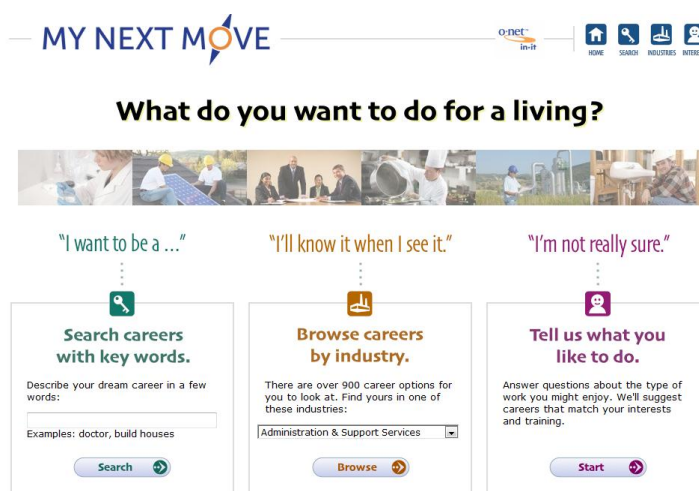 MY NEXT MOVE
o·net™
in-it
HOME
SEARCH
INDUSTRIES
INTERE
What do you want to do for a living?
"I want to be a ..."
Search careers
with key words.
Describe your dream career in a few
words:
Examples: doctor, build houses
Search
"I'll know it when I see it."
Browse careers
by industry.
There are over 900 career options for
you to look at. Find yours in one of
these industries:
Administration & Support Services
Browse
"I'm not really sure."
Tell us what you
like to do.
Answer questions about the type of
work you might enjoy. We'll suggest
careers that match your interests
and training.
Start